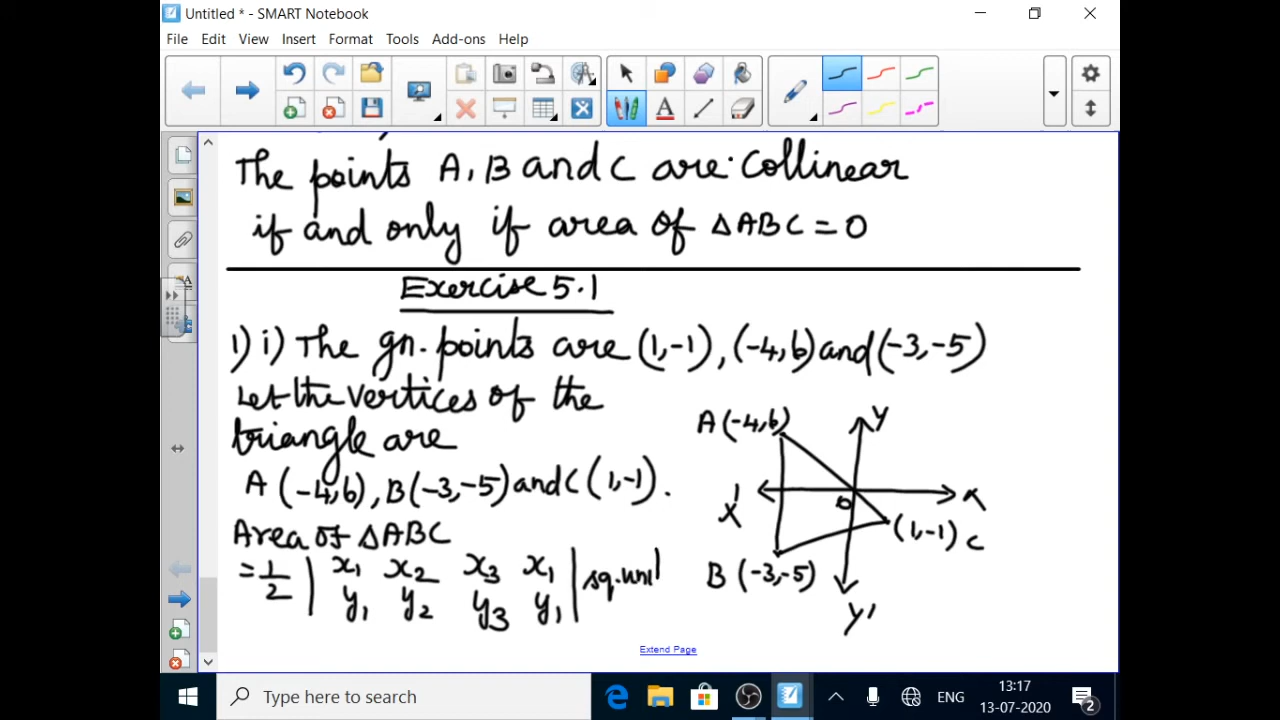 Untitled * - SMART Notebook
File Edit View Insert Format Tools Add-ons Help
The points A, B and C are collinear
if and only if area of ΔABC = 0
Exercise 5.1
1) i) The gn. points are (1,-1), (-4,6) and (-3,-5)
Let the vertices of the
triangle are
A (-4,6), B(-3,-5) and C (1,-1).
Area of ΔABC
= 1/2 | x1 x2 x3 x1 | sq.unit
y1 y2 y3 y1
A (-4,6)
Y
X'
O
X
(1,-1) C
B (-3,-5)
Y'
Extend Page
Type here to search
ENG
13:17
13-07-2020
2